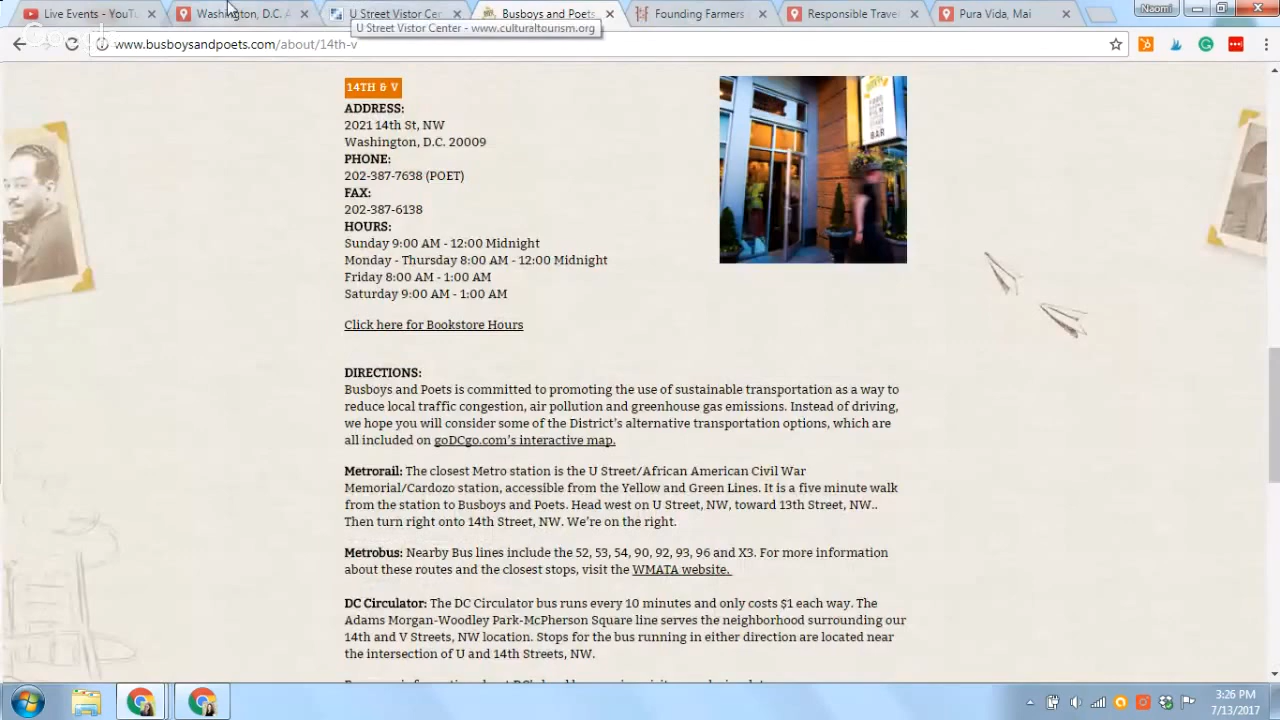 Live Events - YouTu
Washington, D.C. A
U Street Vistor Cen
Busboys and Poets
Founding Farmers
Responsible Travel
Pura Vida, Mai
Naomi
U Street Vistor Center - www.culturaltourism.org
www.busboysandpoets.com/about/14th-v
14TH & V
ADDRESS:
2021 14th St, NW
Washington, D.C. 20009
PHONE:
202-387-7638 (POET)
FAX:
202-387-6138
HOURS:
Sunday 9:00 AM - 12:00 Midnight
Monday - Thursday 8:00 AM - 12:00 Midnight
Friday 8:00 AM - 1:00 AM
Saturday 9:00 AM - 1:00 AM
BAR
Click here for Bookstore Hours
DIRECTIONS:
Busboys and Poets is committed to promoting the use of sustainable transportation as a way to
reduce local traffic congestion, air pollution and greenhouse gas emissions. Instead of driving,
we hope you will consider some of the District's alternative transportation options, which are
all included on goDCgo.com's interactive map.
Metrorail: The closest Metro station is the U Street/African American Civil War
Memorial/Cardozo station, accessible from the Yellow and Green Lines. It is a five minute walk
from the station to Busboys and Poets. Head west on U Street, NW, toward 13th Street, NW..
Then turn right onto 14th Street, NW. We're on the right.
Metrobus: Nearby Bus lines include the 52, 53, 54, 90, 92, 93, 96 and X3. For more information
about these routes and the closest stops, visit the WMATA website.
DC Circulator: The DC Circulator bus runs every 10 minutes and only costs $1 each way. The
Adams Morgan-Woodley Park-McPherson Square line serves the neighborhood surrounding our
14th and V Streets, NW location. Stops for the bus running in either direction are located near
the intersection of U and 14th Streets, NW.
3:26 PM
7/13/2017